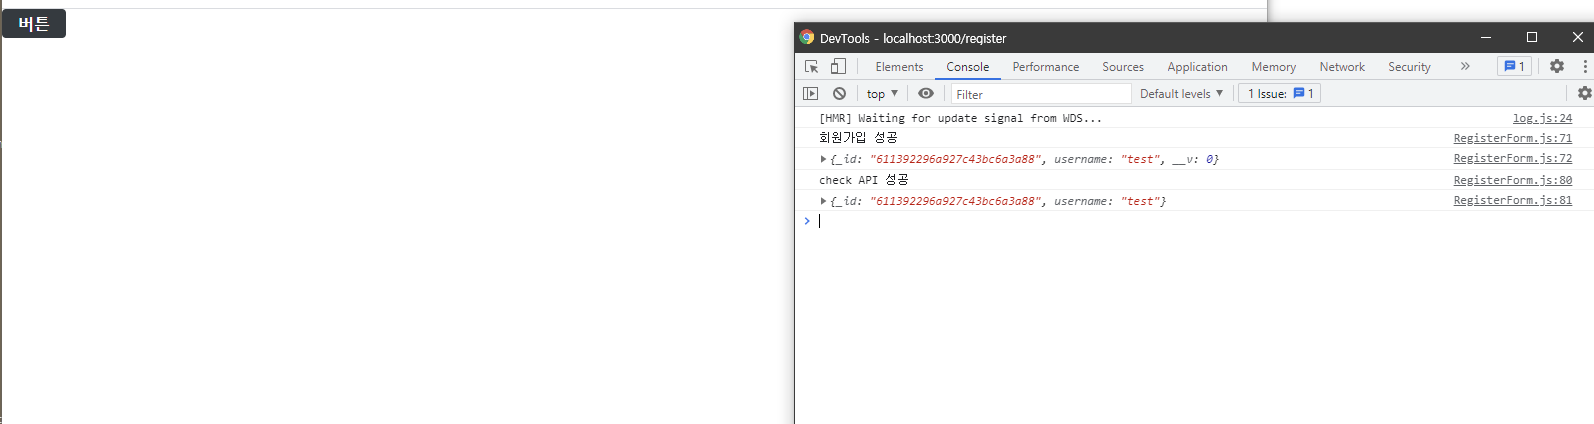 버튼
DevTools - localhost:3000/register
Elements Console Performance Sources Application Memory Network Security » 1
top ▼ Filter Default levels ▼ 1 Issue: 1
[HMR] Waiting for update signal from WDS... log.js:24
회원가입 성공 RegisterForm.js:71
▶ {_id: "611392296a927c43bc6a3a88", username: "test", __v: 0} RegisterForm.js:72
check API 성공 RegisterForm.js:80
▶ {_id: "611392296a927c43bc6a3a88", username: "test"} RegisterForm.js:81
>